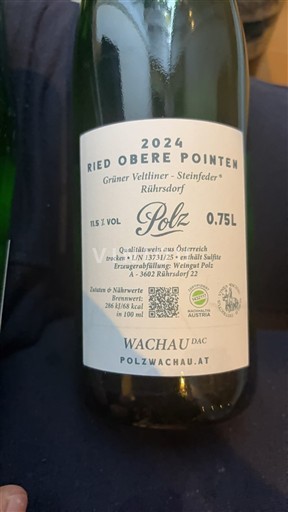 2024
RIED OBERE POINTEN
Grüner Veltliner - Steinfeder®
Rührsdorf
11.5 % VOL Polz 0.75L
Qualitätswein aus Österreich
trocken • L/N 13731/25 • enthält Sulfite
Erzeugerabfüllung: Weingut Polz
A - 3602 Rührsdorf 22
Zutaten & Nährwerte
Brennwert:
286 kJ/68 kcal
in 100 ml
NACHHALTIG
AUSTRIA
WACHAU DAC
POLZWACHAU.AT